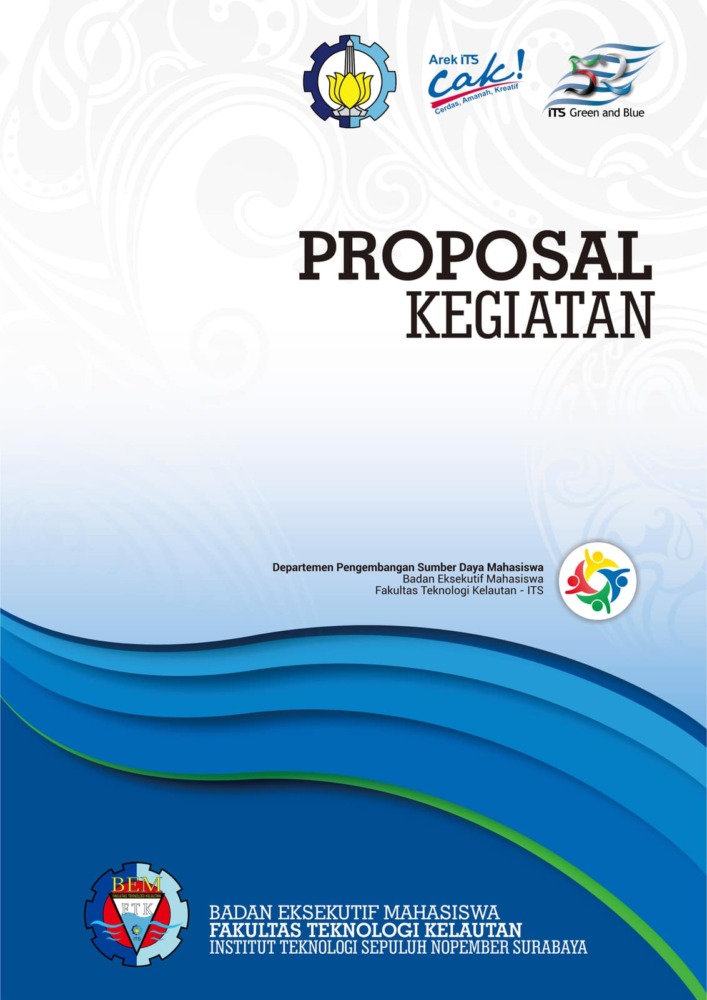 Arek iTS
cak!
Cerdas, Amanah, Kreatif
52
iTS Green and Blue
PROPOSAL
KEGIATAN
Departemen Pengembangan Sumber Daya Mahasiswa
Badan Eksekutif Mahasiswa
Fakultas Teknologi Kelautan - ITS
BEM
FAKULTAS TEKNOLOGI KELAUTAN
FTK
ITS
BADAN EKSEKUTIF MAHASISWA
FAKULTAS TEKNOLOGI KELAUTAN
INSTITUT TEKNOLOGI SEPULUH NOPEMBER SURABAYA